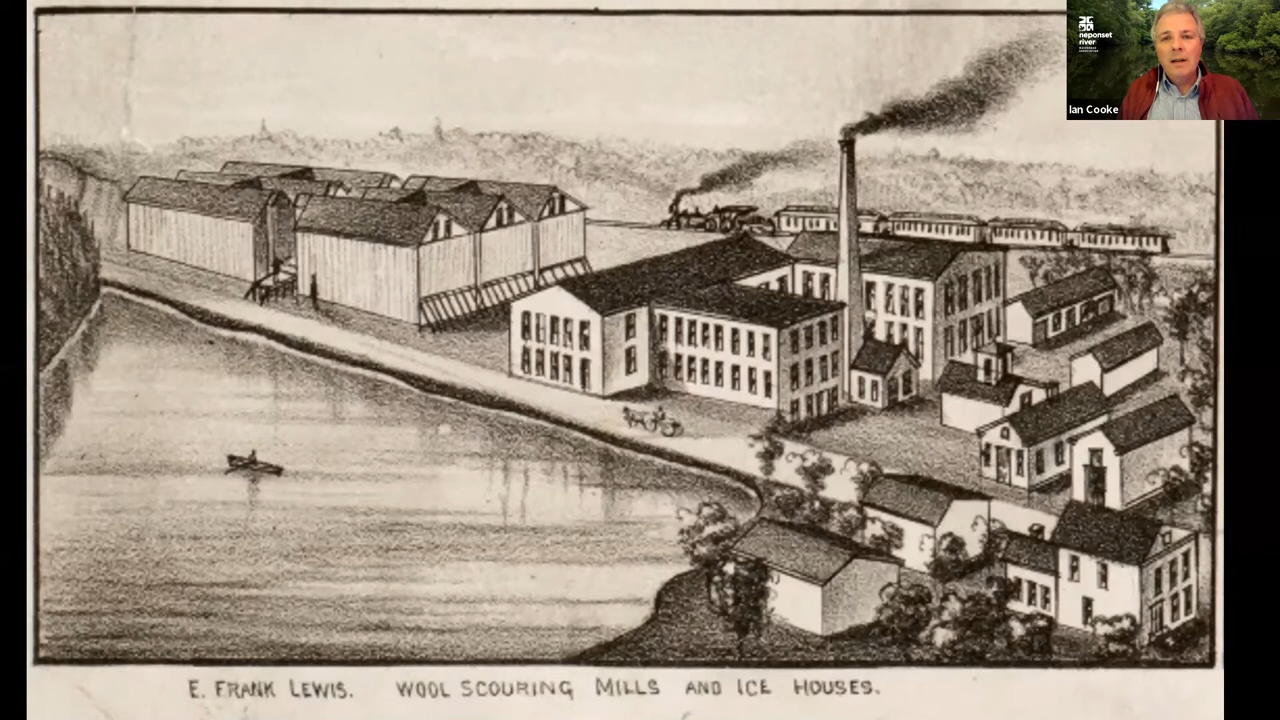 neponset
river
Ian Cooke
E. FRANK LEWIS. WOOL SCOURING MILLS AND ICE HOUSES.